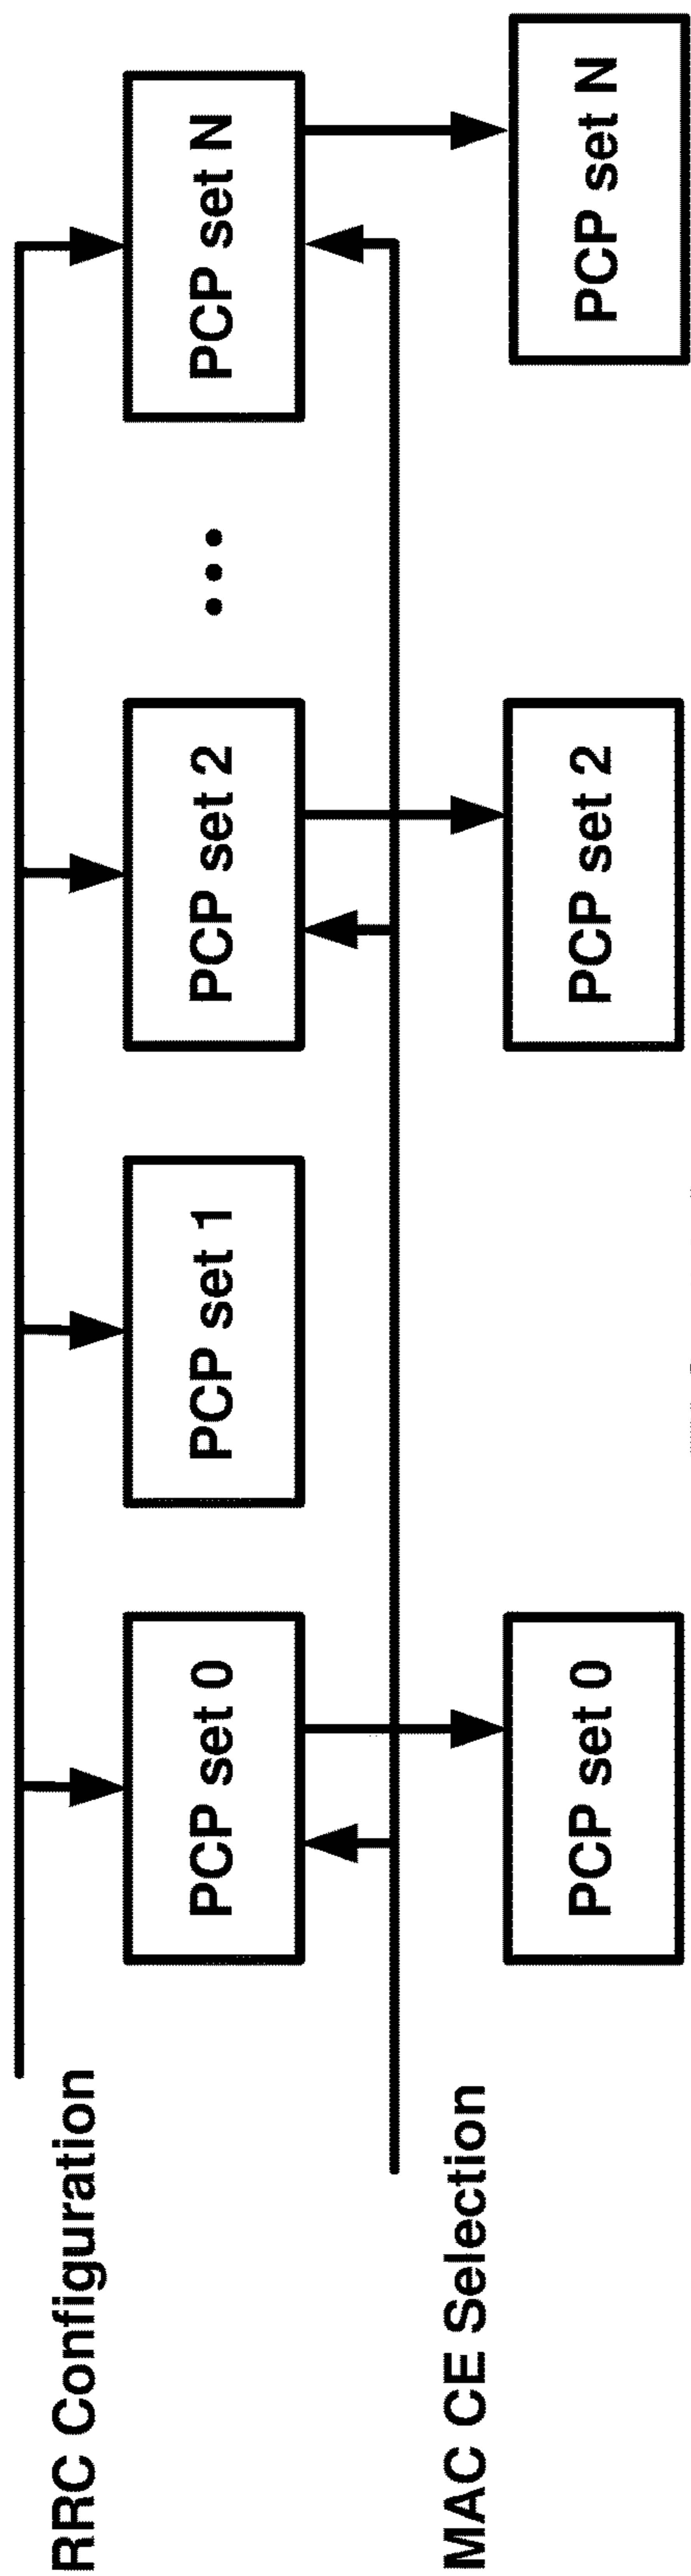 RRC Configuration
PCP set 0
PCP set 1
PCP set 2
...
PCP set N
MAC CE Selection
PCP set 0
PCP set 2
PCP set N